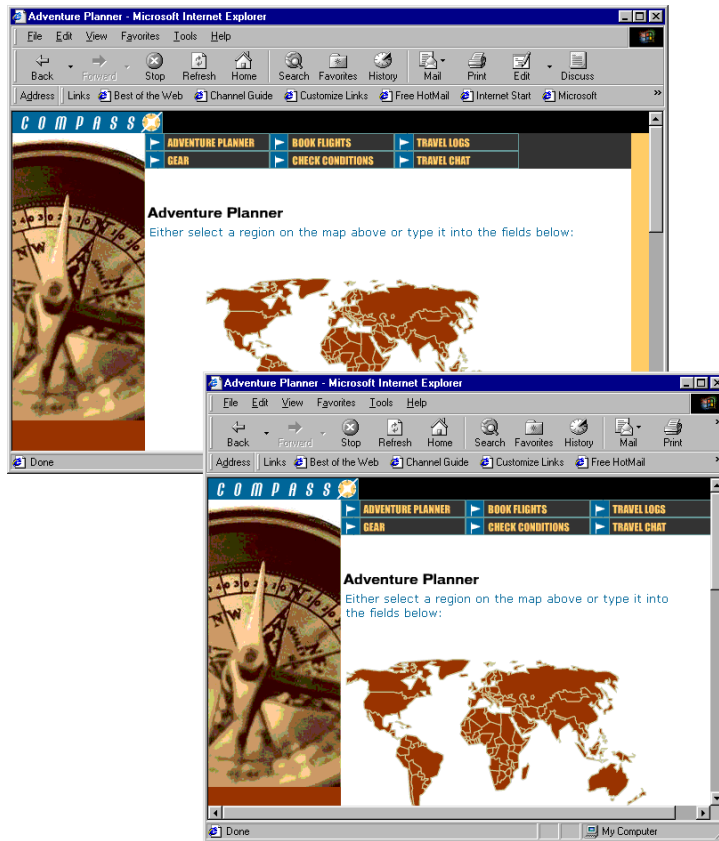 Adventure Planner - Microsoft Internet Explorer
File Edit View Favorites Tools Help
Back Forward Stop Refresh Home Search Favorites History Mail Print Edit Discuss
Address Links Best of the Web Channel Guide Customize Links Free HotMail Internet Start Microsoft »
COMPASS
ADVENTURE PLANNER BOOK FLIGHTS TRAVEL LOGS
GEAR CHECK CONDITIONS TRAVEL CHAT
Adventure Planner
Either select a region on the map above or type it into the fields below:
N
W
NW
Done
Adventure Planner - Microsoft Internet Explorer
File Edit View Favorites Tools Help
Back Forward Stop Refresh Home Search Favorites History Mail Print
Address Links Best of the Web Channel Guide Customize Links Free HotMail
COMPASS
ADVENTURE PLANNER BOOK FLIGHTS TRAVEL LOGS
GEAR CHECK CONDITIONS TRAVEL CHAT
Adventure Planner
Either select a region on the map above or type it into
the fields below:
N
NW
Done My Computer